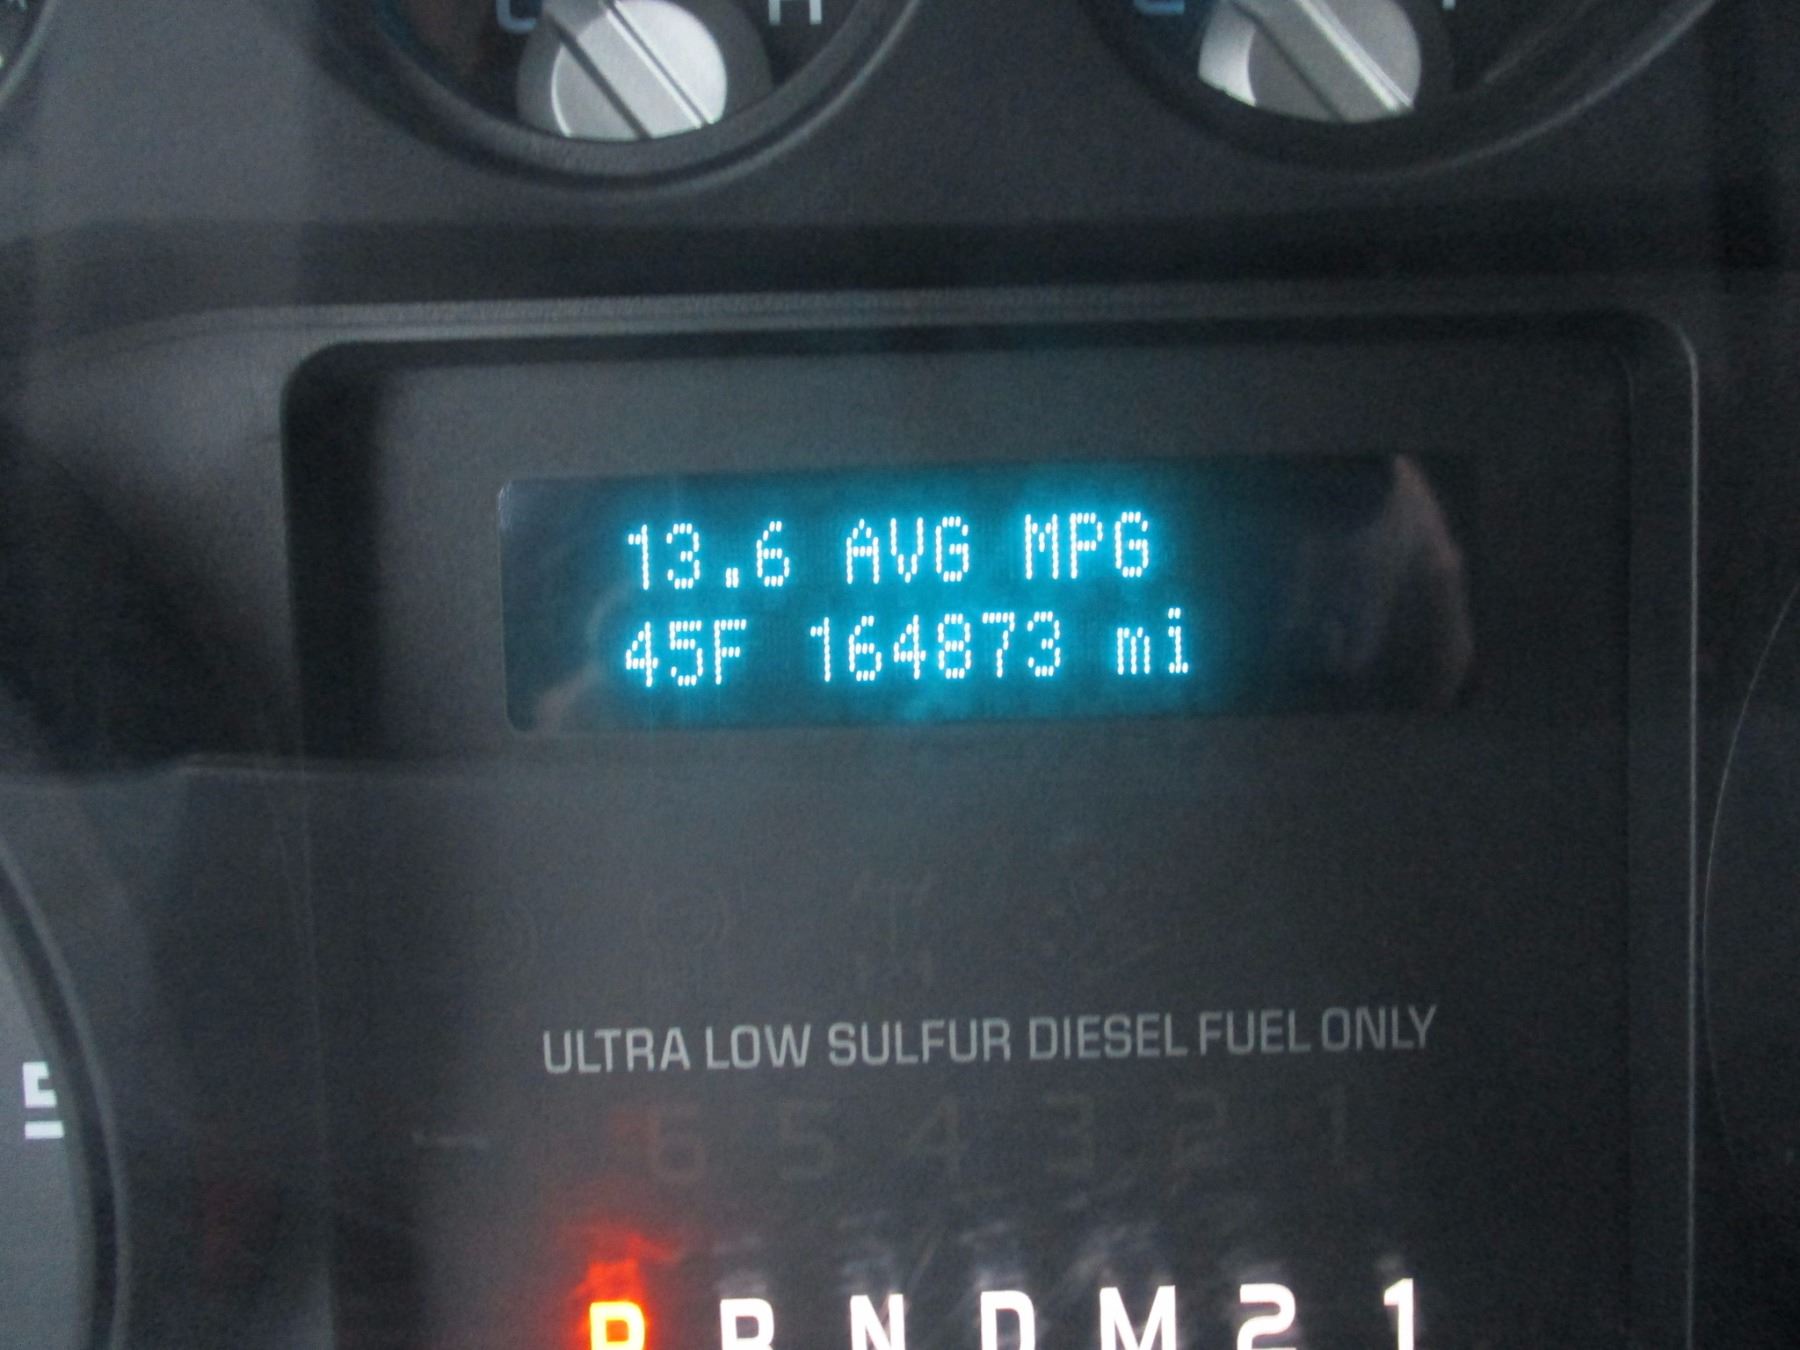 C H
13.6 AVG MPG
45F 164873 mi
ULTRA LOW SULFUR DIESEL FUEL ONLY
6 5 4 3 2 1
P R N D M 2 1